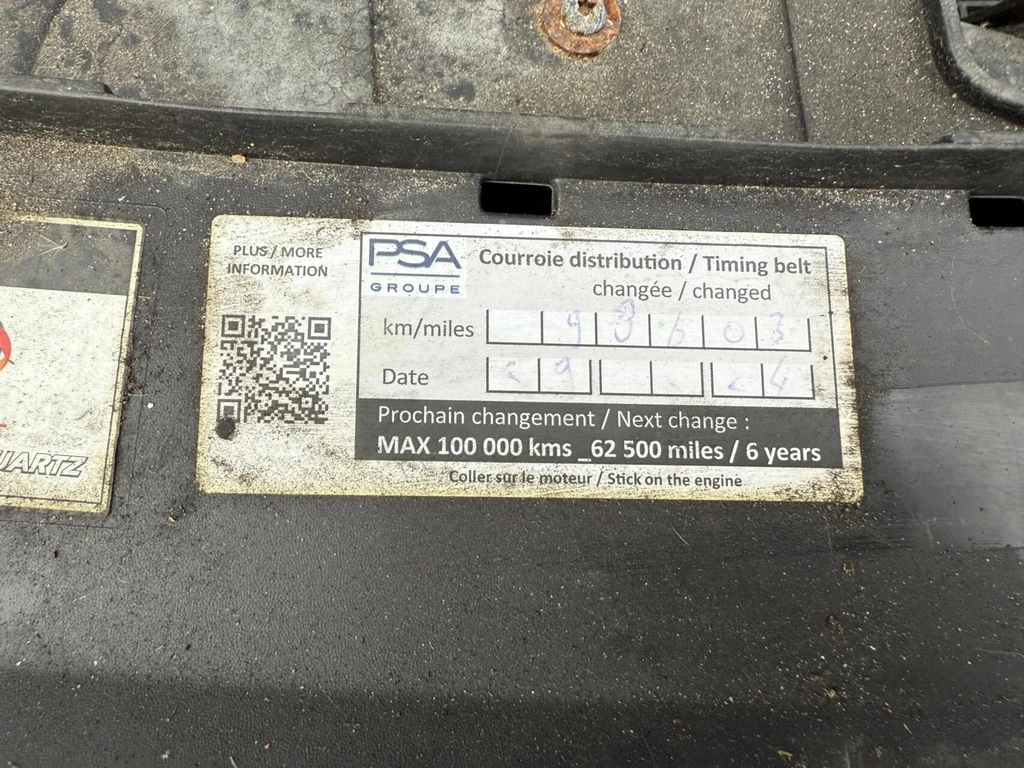 PLUS / MORE
INFORMATION
PSA
GROUPE
Courroie distribution / Timing belt
changée / changed
km/miles 93603
Date
Prochain changement / Next change :
MAX 100 000 kms _62 500 miles / 6 years
Coller sur le moteur / Stick on the engine
UARTZ